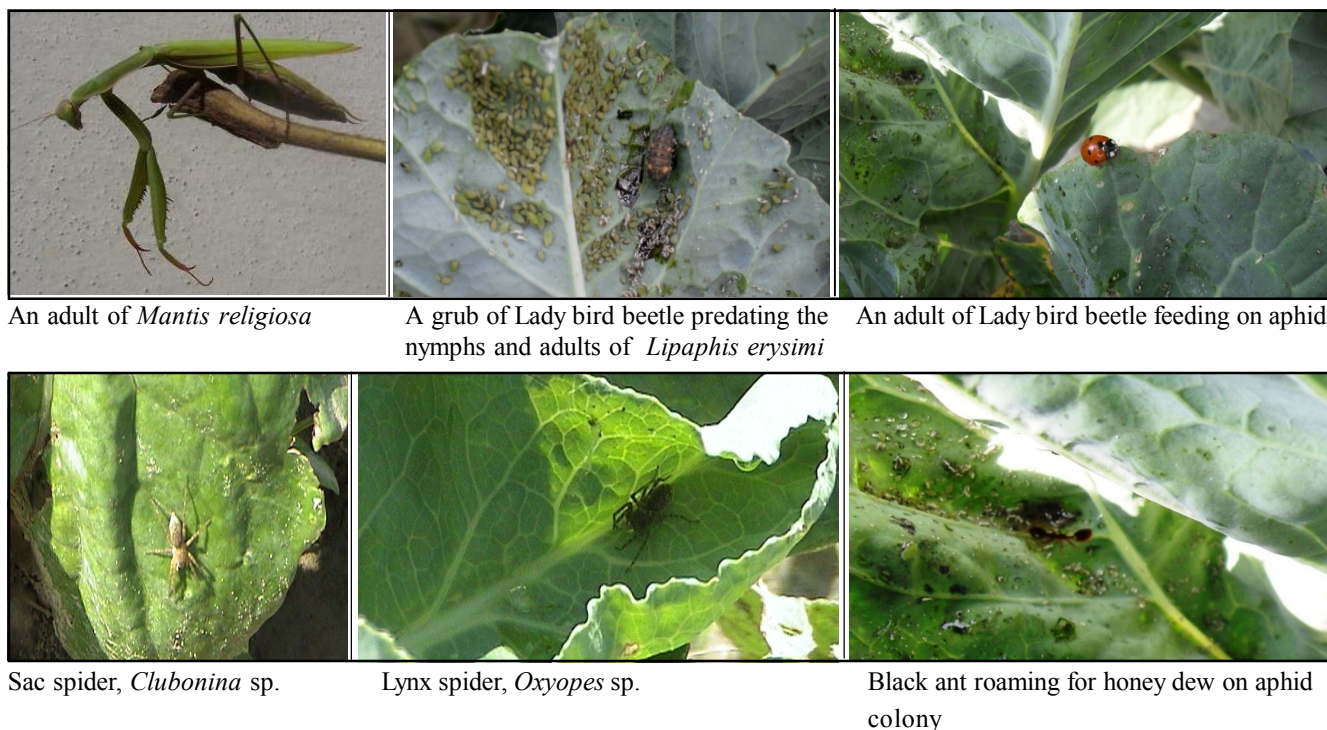 An adult of Mantis religiosa
A grub of Lady bird beetle predating the
nymphs and adults of Lipaphis erysimi
An adult of Lady bird beetle feeding on aphid
Sac spider, Clubonina sp.
Lynx spider, Oxyopes sp.
Black ant roaming for honey dew on aphid
colony